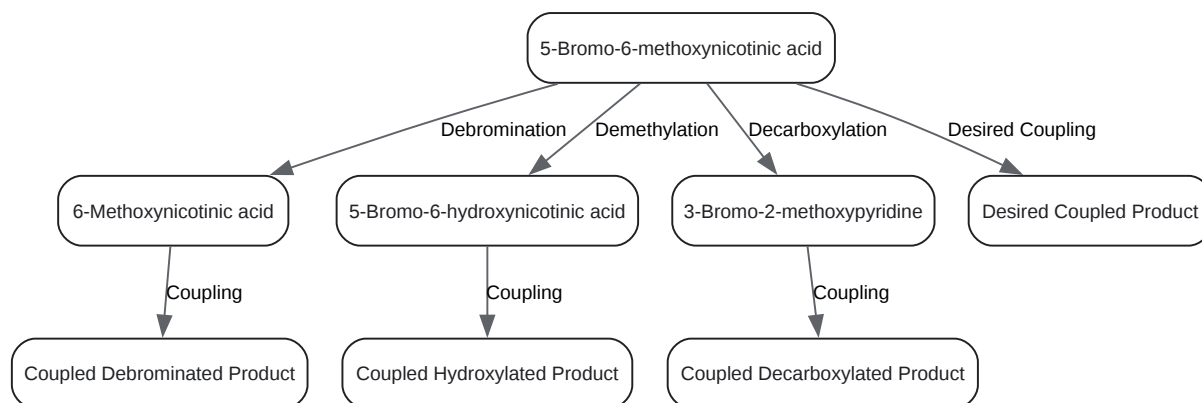 5-Bromo-6-methoxynicotinic acid
Debromination
Demethylation
Decarboxylation
Desired Coupling
6-Methoxynicotinic acid
5-Bromo-6-hydroxynicotinic acid
3-Bromo-2-methoxypyridine
Desired Coupled Product
Coupling
Coupling
Coupling
Coupled Debrominated Product
Coupled Hydroxylated Product
Coupled Decarboxylated Product